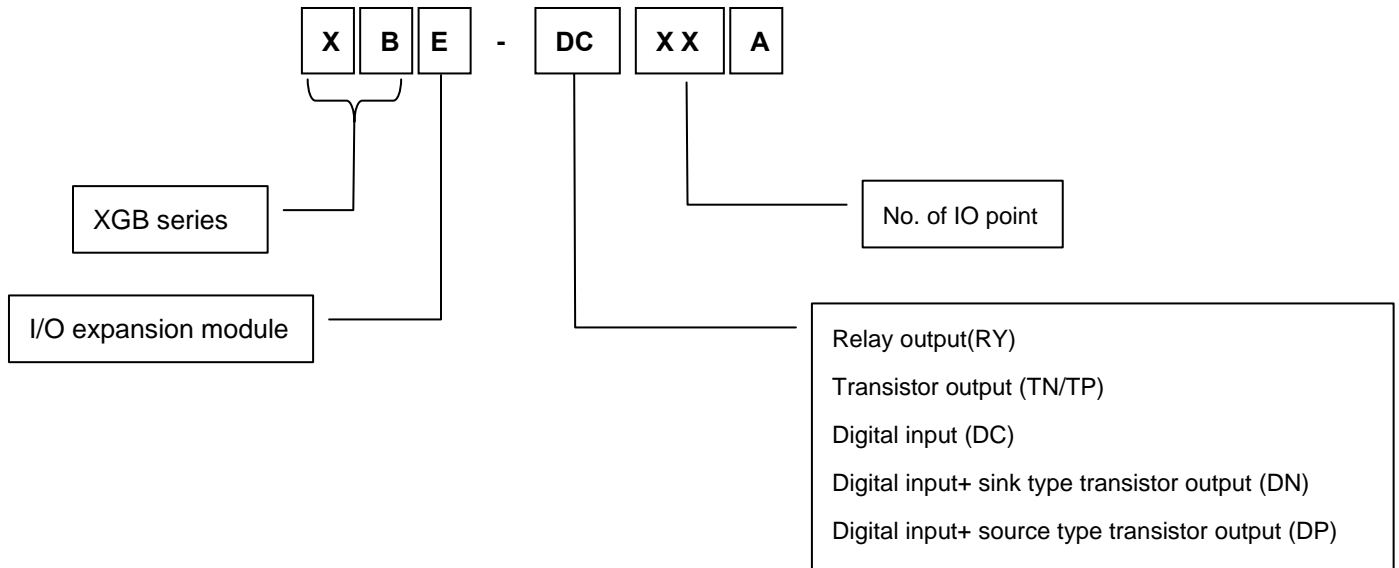 X B E - DC X X A
XGB series
No. of IO point
I/O expansion module
Relay output(RY)
Transistor output (TN/TP)
Digital input (DC)
Digital input+ sink type transistor output (DN)
Digital input+ source type transistor output (DP)